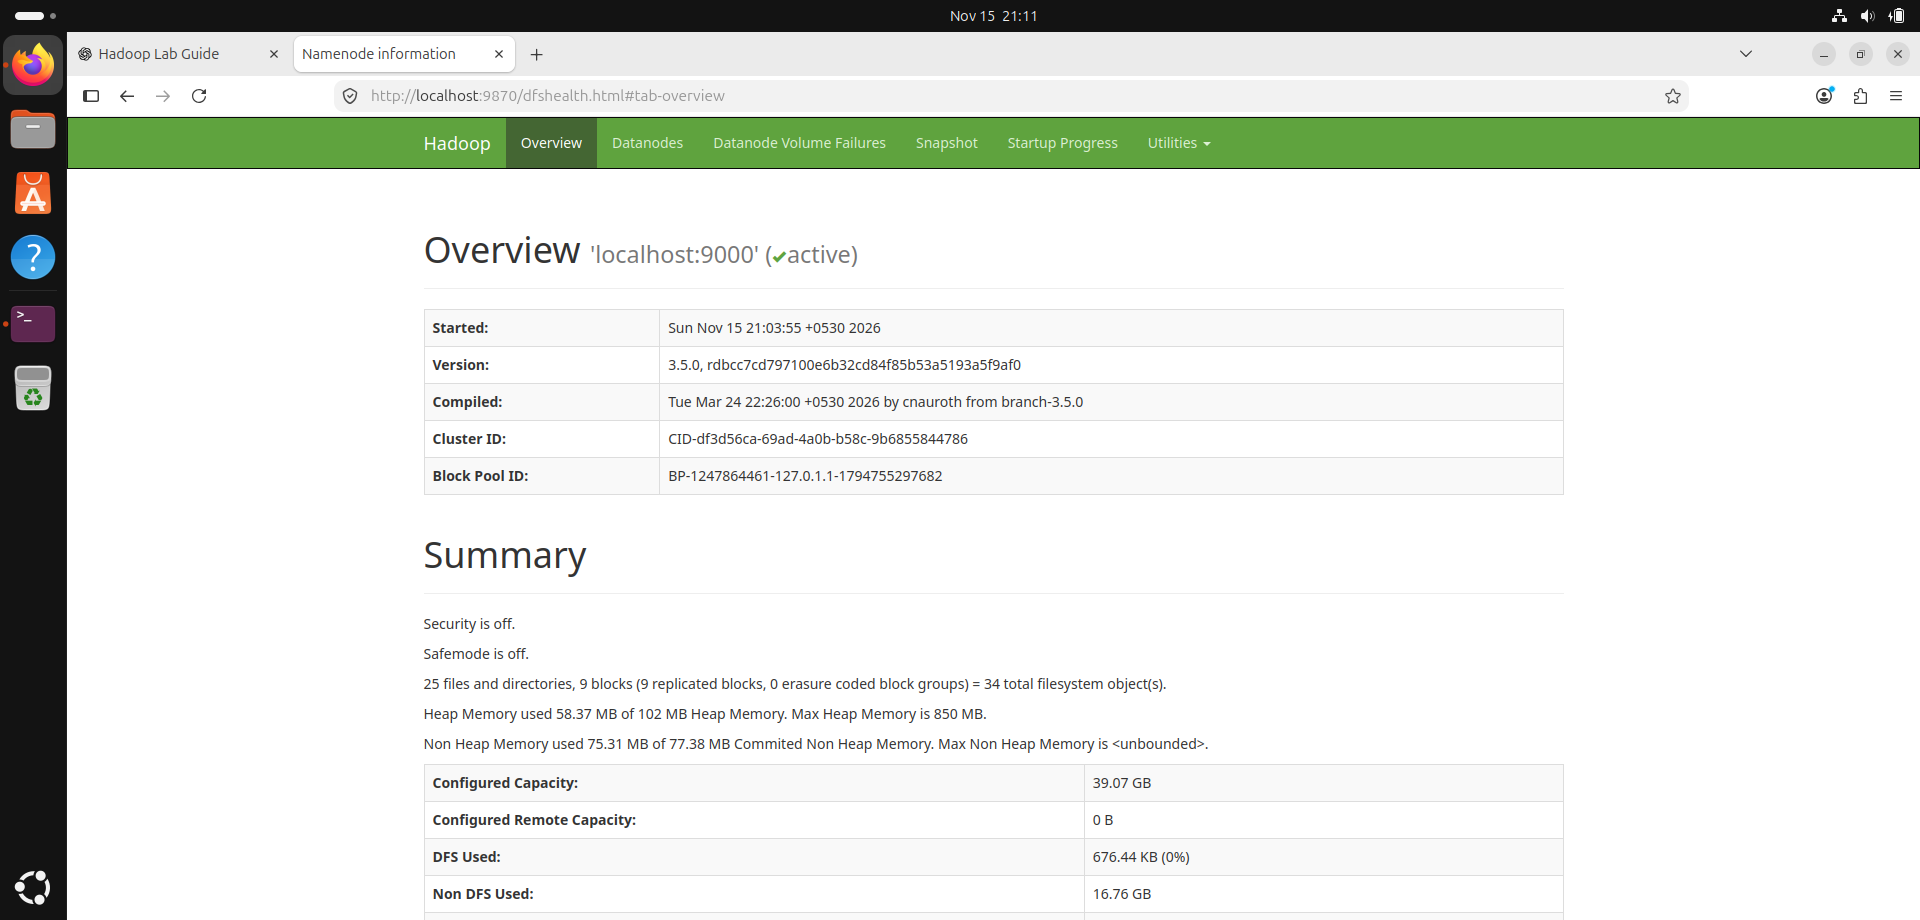 Nov 15 21:11
Hadoop Lab Guide
Namenode information
http://localhost:9870/dfshealth.html#tab-overview
Hadoop Overview Datanodes Datanode Volume Failures Snapshot Startup Progress Utilities
Overview 'localhost:9000' (✔active)
Started: Sun Nov 15 21:03:55 +0530 2026
Version: 3.5.0, rdbcc7cd797100e6b32cd84f85b53a5193a5f9af0
Compiled: Tue Mar 24 22:26:00 +0530 2026 by cnauroth from branch-3.5.0
Cluster ID: CID-df3d56ca-69ad-4a0b-b58c-9b6855844786
Block Pool ID: BP-1247864461-127.0.1.1-1794755297682
Summary
Security is off.
Safemode is off.
25 files and directories, 9 blocks (9 replicated blocks, 0 erasure coded block groups) = 34 total filesystem object(s).
Heap Memory used 58.37 MB of 102 MB Heap Memory. Max Heap Memory is 850 MB.
Non Heap Memory used 75.31 MB of 77.38 MB Commited Non Heap Memory. Max Non Heap Memory is <unbounded>.
Configured Capacity: 39.07 GB
Configured Remote Capacity: 0 B
DFS Used: 676.44 KB (0%)
Non DFS Used: 16.76 GB